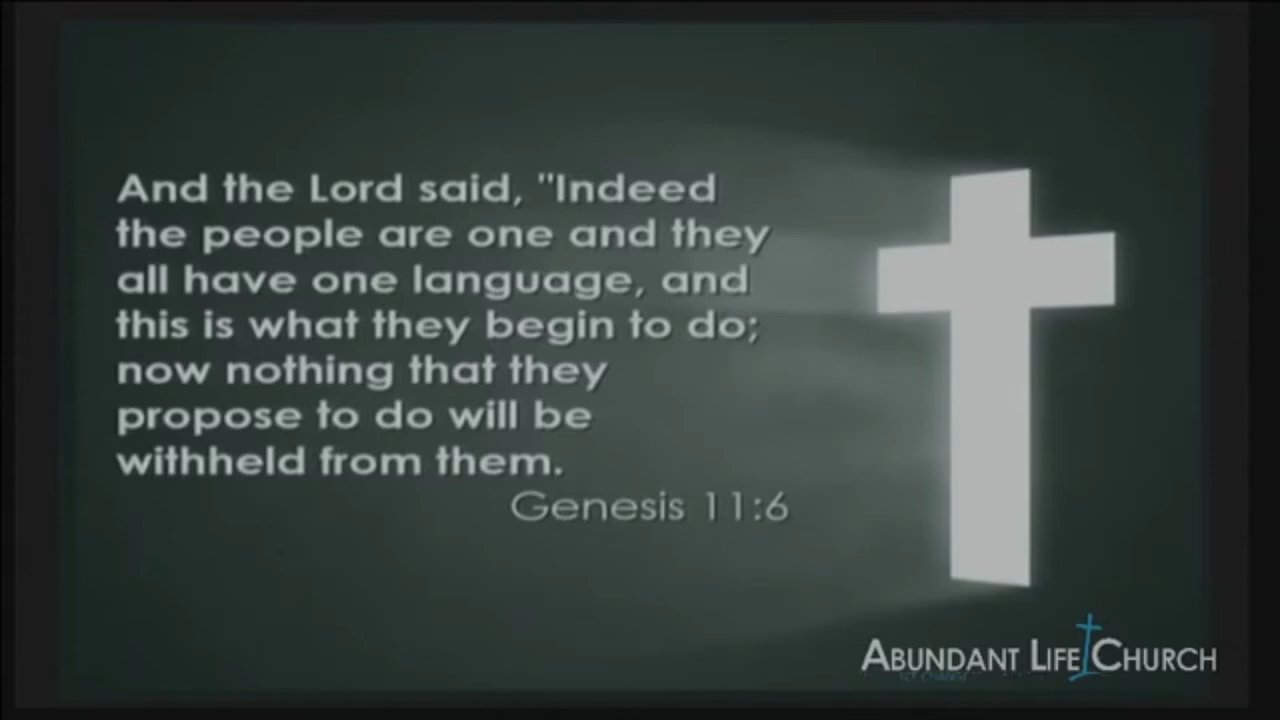 And the Lord said, "Indeed
the people are one and they
all have one language, and
this is what they begin to do;
now nothing that they
propose to do will be
withheld from them.
Genesis 11:6
ABUNDANT LIFE CHURCH